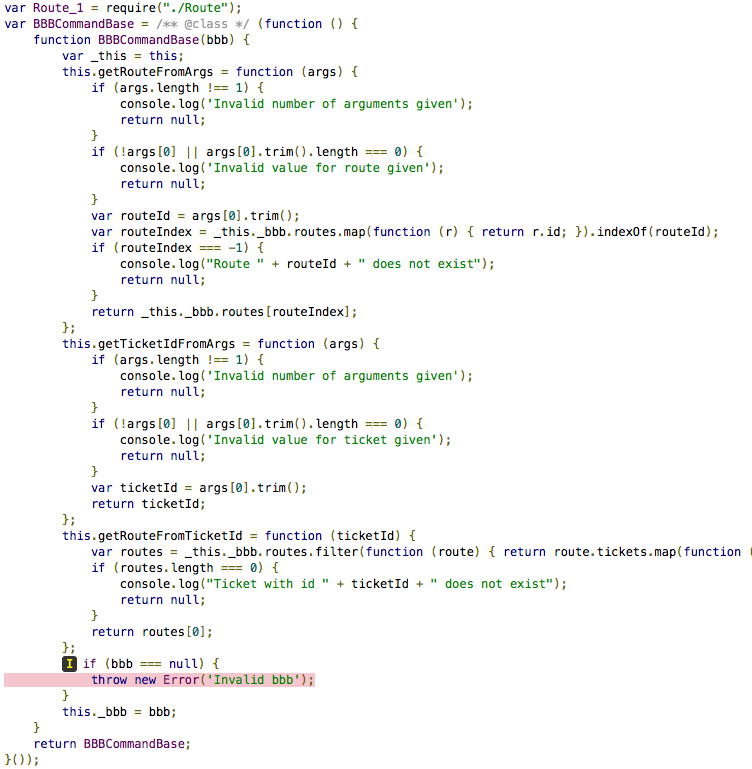 var Route_1 = require("./Route");
var BBBCommandBase = /** @class */ (function () {
    function BBBCommandBase(bbb) {
        var _this = this;
        this.getRouteFromArgs = function (args) {
            if (args.length !== 1) {
                console.log('Invalid number of arguments given');
                return null;
            }
            if (!args[0] || args[0].trim().length === 0) {
                console.log('Invalid value for route given');
                return null;
            }
            var routeId = args[0].trim();
            var routeIndex = _this._bbb.routes.map(function (r) { return r.id; }).indexOf(routeId);
            if (routeIndex === -1) {
                console.log("Route " + routeId + " does not exist");
                return null;
            }
            return _this._bbb.routes[routeIndex];
        };
        this.getTicketIdFromArgs = function (args) {
            if (args.length !== 1) {
                console.log('Invalid number of arguments given');
                return null;
            }
            if (!args[0] || args[0].trim().length === 0) {
                console.log('Invalid value for ticket given');
                return null;
            }
            var ticketId = args[0].trim();
            return ticketId;
        };
        this.getRouteFromTicketId = function (ticketId) {
            var routes = _this._bbb.routes.filter(function (route) { return route.tickets.map(function (
            if (routes.length === 0) {
                console.log("Ticket with id " + ticketId + " does not exist");
                return null;
            }
            return routes[0];
        };
        I if (bbb === null) {
            throw new Error('Invalid bbb');
        }
        this._bbb = bbb;
    }
    return BBBCommandBase;
}());